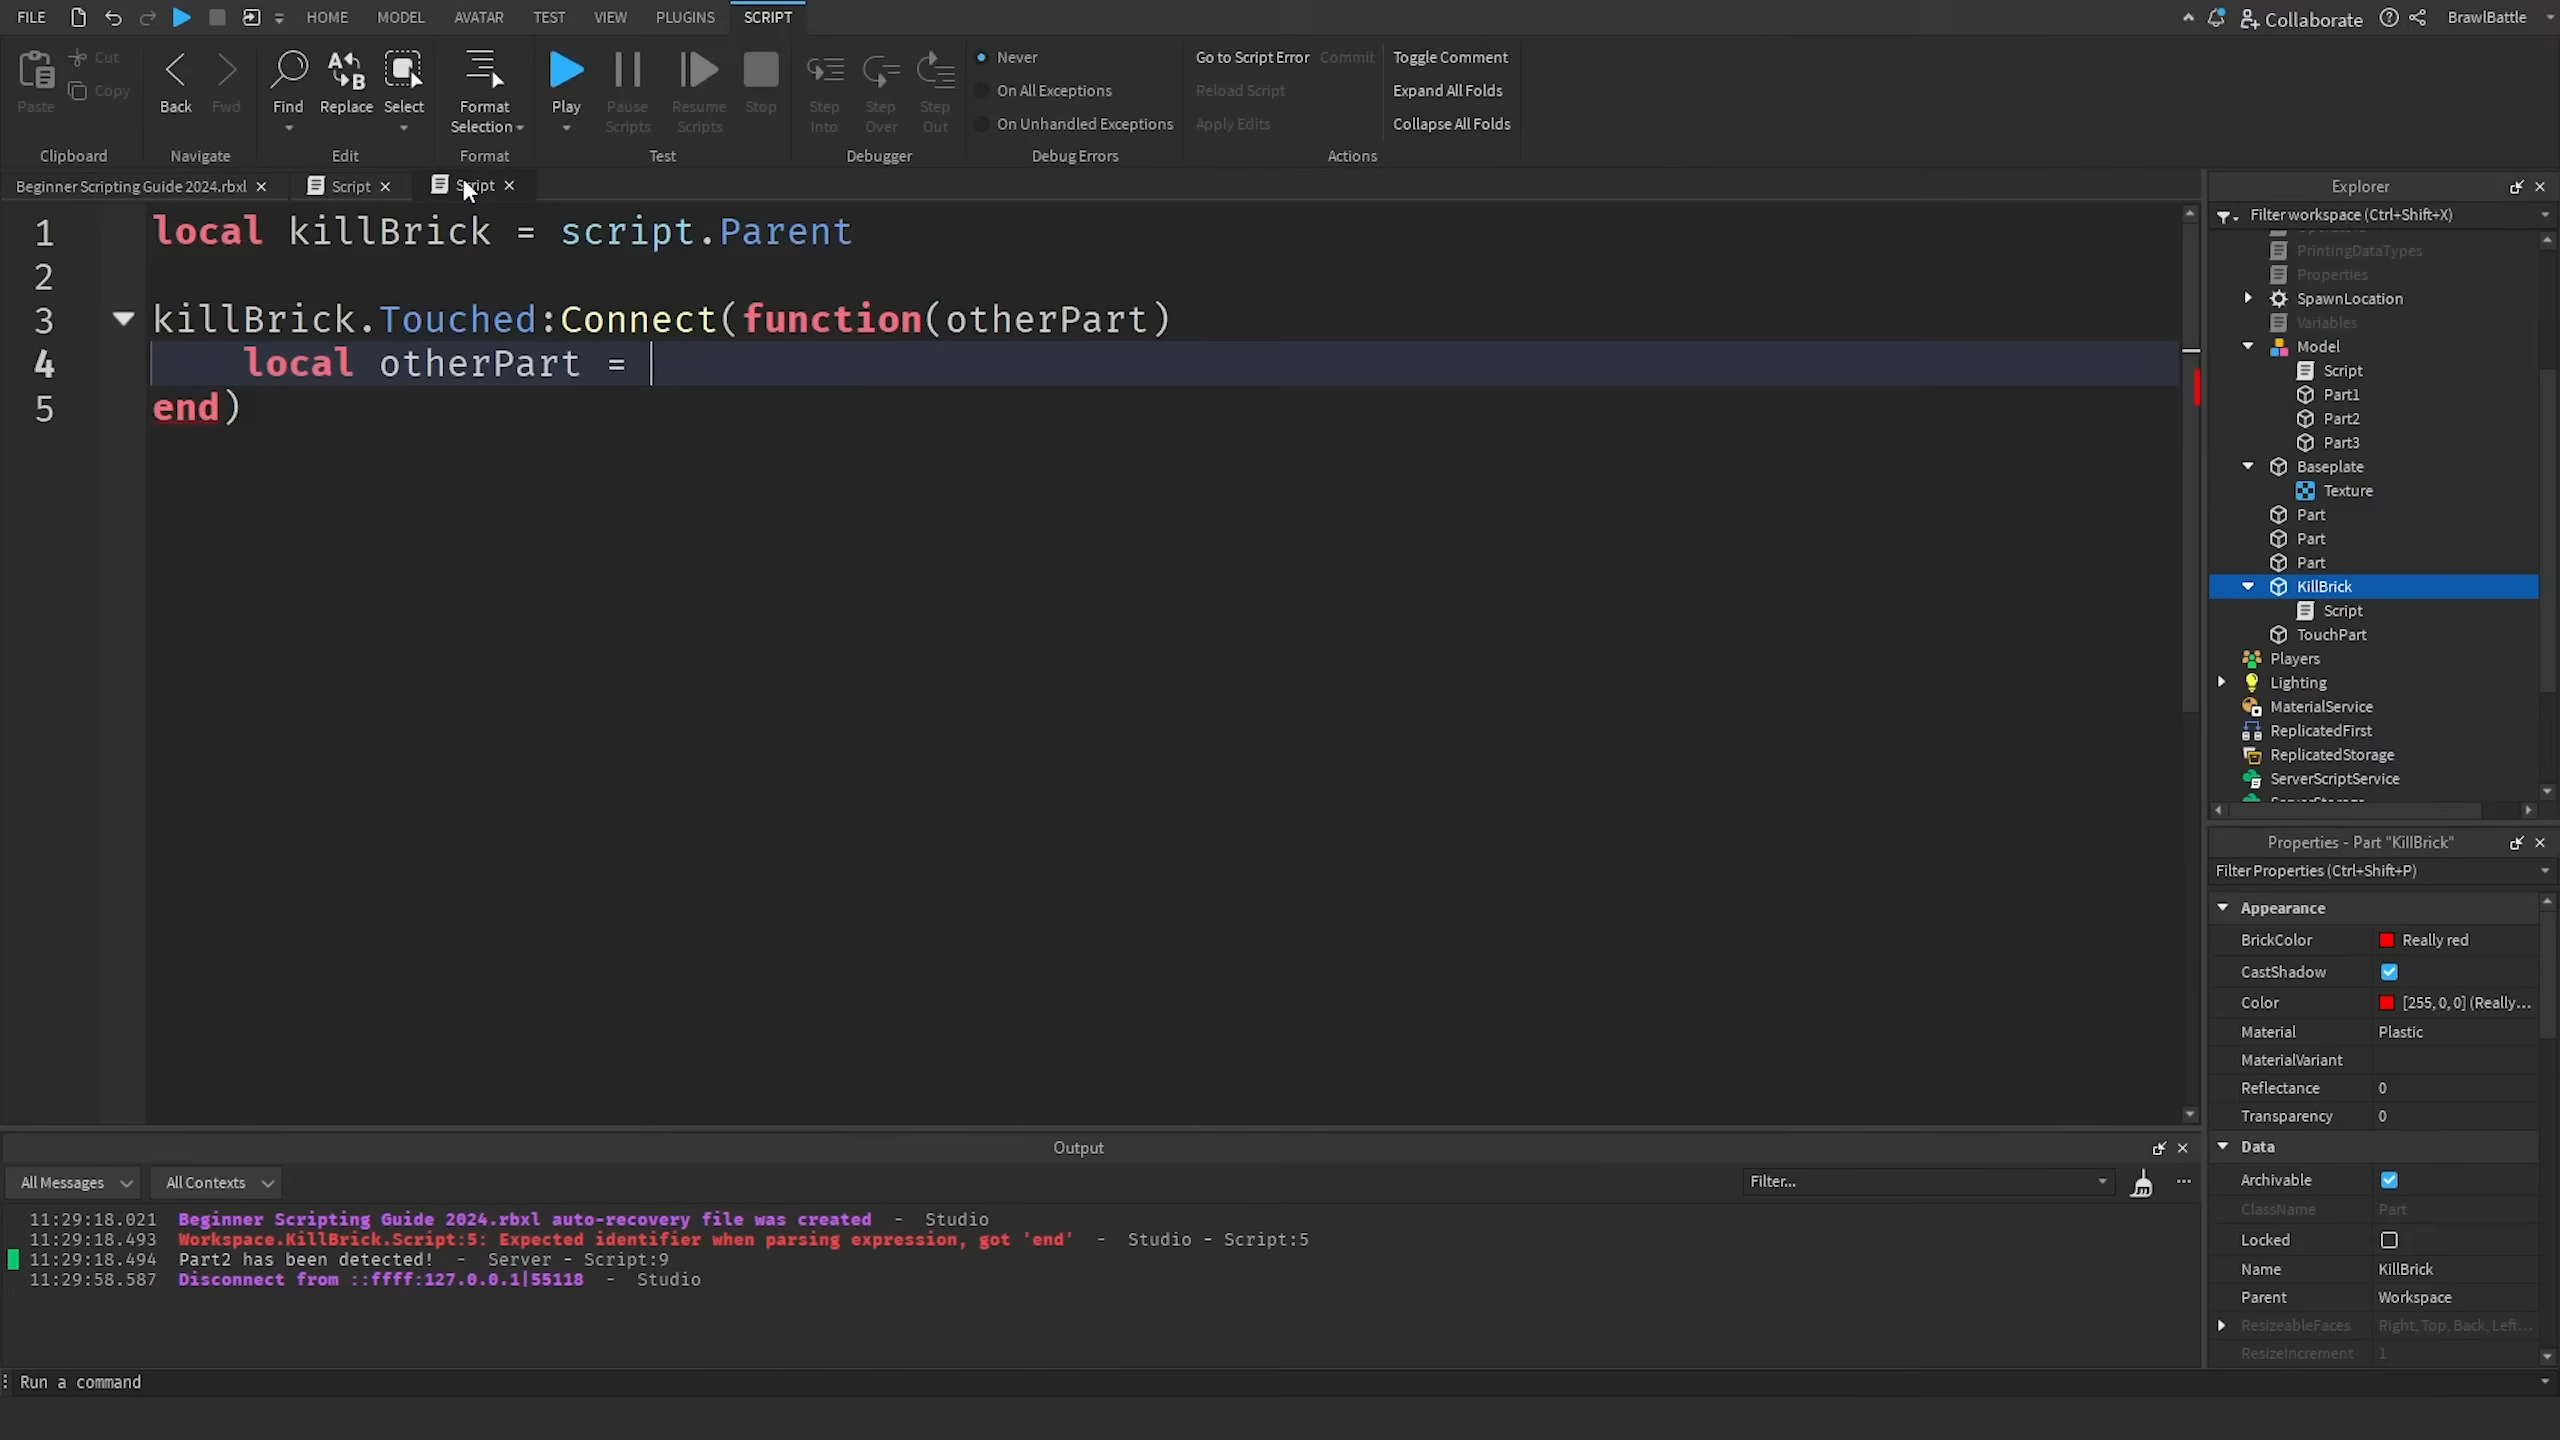 FILE HOME MODEL AVATAR TEST VIEW PLUGINS SCRIPT Collaborate BrawlBattle
Paste Cut Copy Back Fwd Find Replace Select Format Selection Play Pause Scripts Resume Scripts Stop Step Into Step Over Step Out
Never Go to Script Error Commit Toggle Comment
On All Exceptions Reload Script Expand All Folds
On Unhandled Exceptions Apply Edits Collapse All Folds
Clipboard Navigate Edit Format Test Debugger Debug Errors Actions
Beginner Scripting Guide 2024.rbxl Script Script
1 local killBrick = script.Parent
2
3 killBrick.Touched:Connect(function(otherPart)
4 local otherPart =
5 end)
Explorer
Filter workspace (Ctrl+Shift+X)
PrintingDataTypes
Properties
SpawnLocation
Variables
Model
Script
Part1
Part2
Part3
Baseplate
Texture
Part
Part
Part
KillBrick
Script
TouchPart
Players
Lighting
MaterialService
ReplicatedFirst
ReplicatedStorage
ServerScriptService
Properties - Part "KillBrick"
Filter Properties (Ctrl+Shift+P)
Appearance
BrickColor Really red
CastShadow
Color [255, 0, 0] (Really...
Material Plastic
MaterialVariant
Reflectance 0
Transparency 0
Data
Archivable
ClassName Part
Locked
Name KillBrick
Parent Workspace
ResizeableFaces Right, Top, Back, Left...
ResizeIncrement 1
Output
All Messages All Contexts Filter... ...
11:29:18.021 Beginner Scripting Guide 2024.rbxl auto-recovery file was created - Studio
11:29:18.493 Workspace.KillBrick.Script:5: Expected identifier when parsing expression, got 'end' - Studio - Script:5
11:29:18.494 Part2 has been detected! - Server - Script:9
11:29:58.587 Disconnect from ::ffff:127.0.0.1|55118 - Studio
Run a command